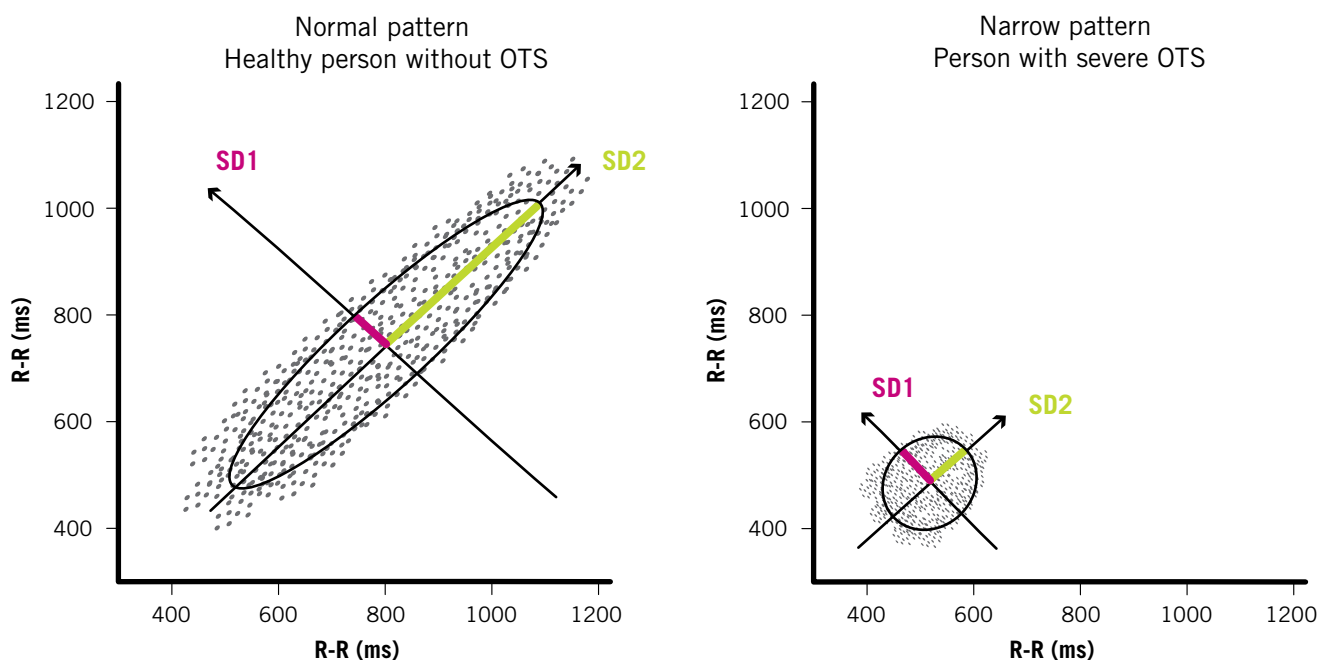 Normal pattern
Healthy person without OTS
1200
1000
800
600
400
R-R (ms)
SD1
SD2
400
600
800
1000
1200
R-R (ms)
Narrow pattern
Person with severe OTS
1200
1000
800
600
400
R-R (ms)
SD1
SD2
400
600
800
1000
1200
R-R (ms)